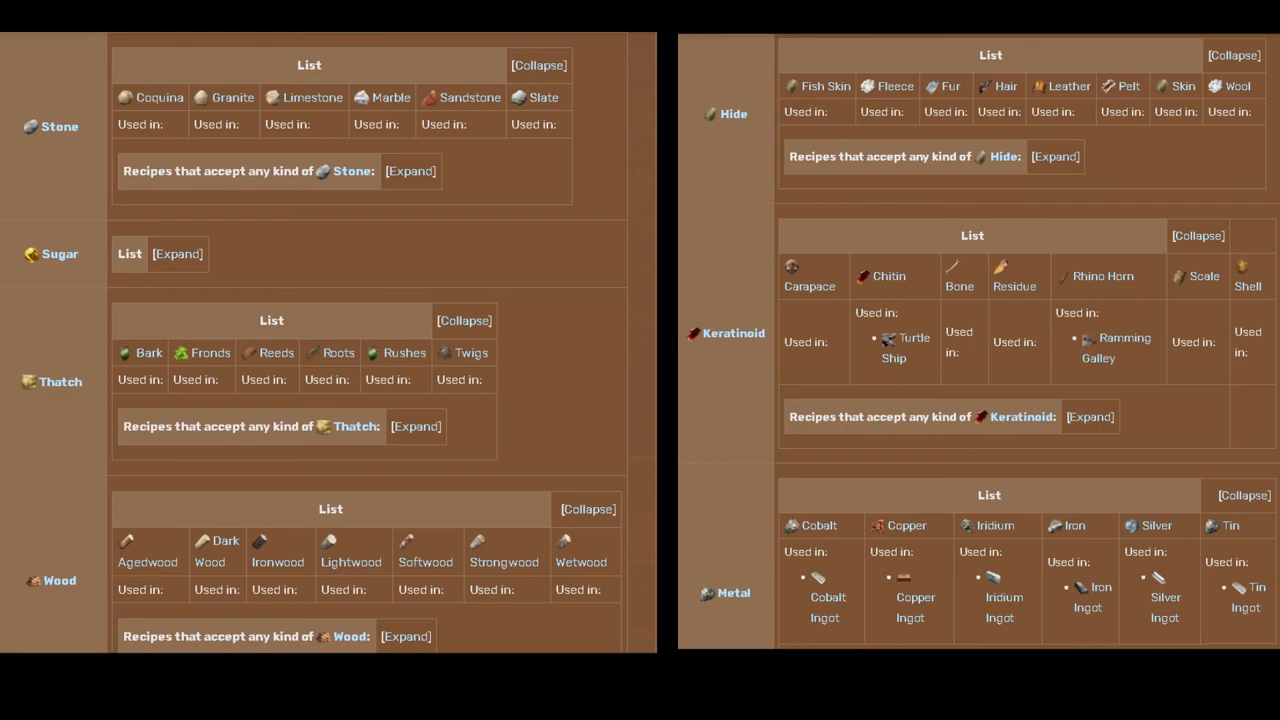 List [Collapse]
Coquina Granite Limestone Marble Sandstone Slate
Stone
Used in: Used in: Used in: Used in: Used in: Used in:
Recipes that accept any kind of Stone: [Expand]
Sugar
List [Expand]
List [Collapse]
Bark Fronds Reeds Roots Rushes Twigs
Thatch
Used in: Used in: Used in: Used in: Used in: Used in:
Recipes that accept any kind of Thatch: [Expand]
List [Collapse]
Agedwood Dark Wood Ironwood Lightwood Softwood Strongwood Wetwood
Wood
Used in: Used in: Used in: Used in: Used in: Used in: Used in:
Recipes that accept any kind of Wood: [Expand]
List [Collapse]
Fish Skin Fleece Fur Hair Leather Pelt Skin Wool
Hide
Used in: Used in: Used in: Used in: Used in: Used in: Used in: Used in:
Recipes that accept any kind of Hide: [Expand]
List [Collapse]
Carapace Chitin Bone Residue Rhino Horn Scale Shell
Keratinoid
Used in: Used in: Used in: Used in: Used in: Used in: Used in:
Turtle Ship
Ramming Galley
Recipes that accept any kind of Keratinoid: [Expand]
List [Collapse]
Cobalt Copper Iridium Iron Silver Tin
Metal
Used in: Used in: Used in: Used in: Used in: Used in:
Cobalt Ingot
Copper Ingot
Iridium Ingot
Iron Ingot
Silver Ingot
Tin Ingot